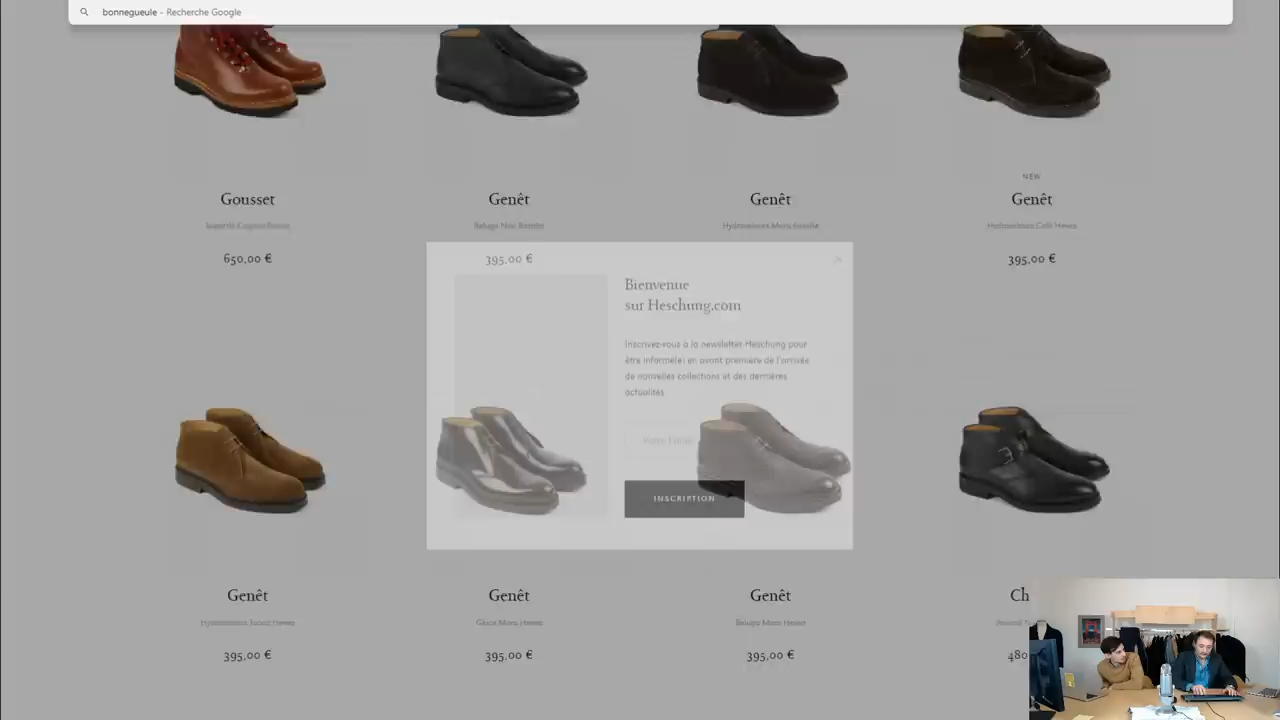 bonnegueule - Recherche Google
NEW
Gousset
Genêt
Genêt
Genêt
650,00 €
395,00 €
395,00 €
Bienvenue
sur Heschung.com
Inscrivez-vous à la newsletter Heschung pour
être informé(e) en avant première de l'arrivée
de nouvelles collections et des dernières
actualités
INSCRIPTION
Genêt
Genêt
Genêt
Ch
395,00 €
395,00 €
395,00 €
480